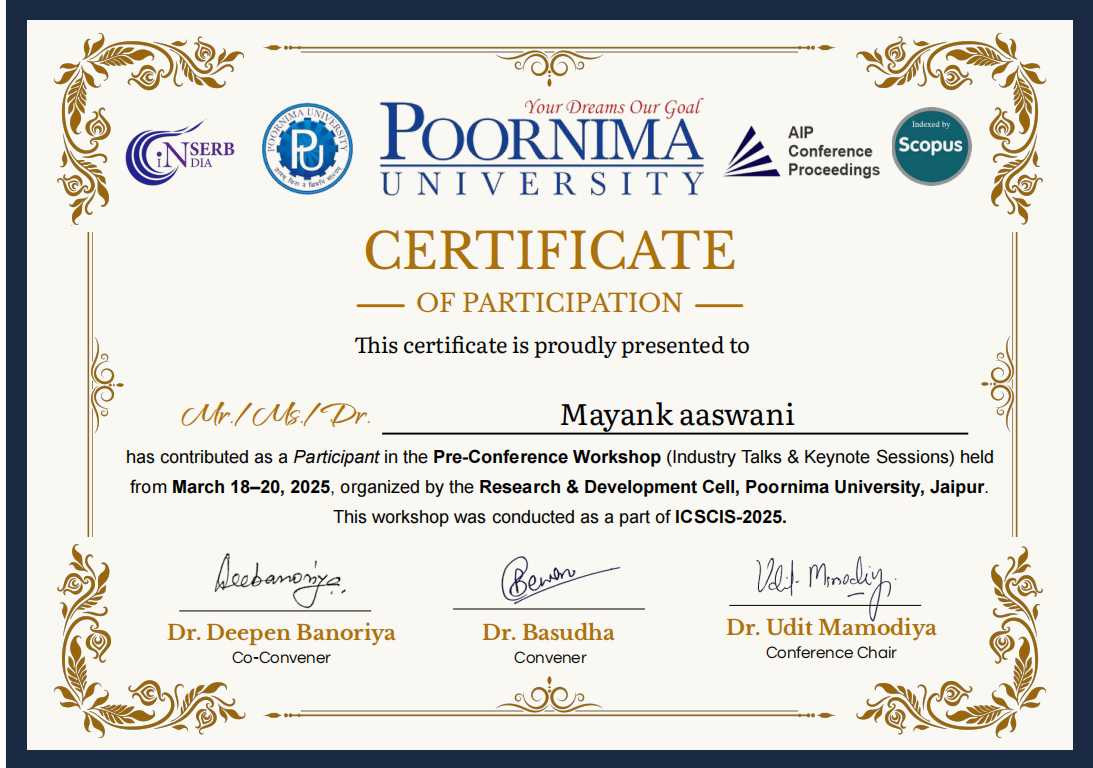 iNSERB
DIA
POORNIMA UNIVERSITY
PU
Your Dreams Our Goal
POORNIMA
UNIVERSITY
AIP
Conference
Proceedings
Indexed by
Scopus
CERTIFICATE
OF PARTICIPATION
This certificate is proudly presented to
Mr./Ms./Dr. Mayank aaswani
has contributed as a Participant in the Pre-Conference Workshop (Industry Talks & Keynote Sessions) held
from March 18–20, 2025, organized by the Research & Development Cell, Poornima University, Jaipur.
This workshop was conducted as a part of ICSCIS-2025.
Deebanoriya
Udit Mamodiya
Dr. Deepen Banoriya
Dr. Basudha
Dr. Udit Mamodiya
Co-Convener
Convener
Conference Chair